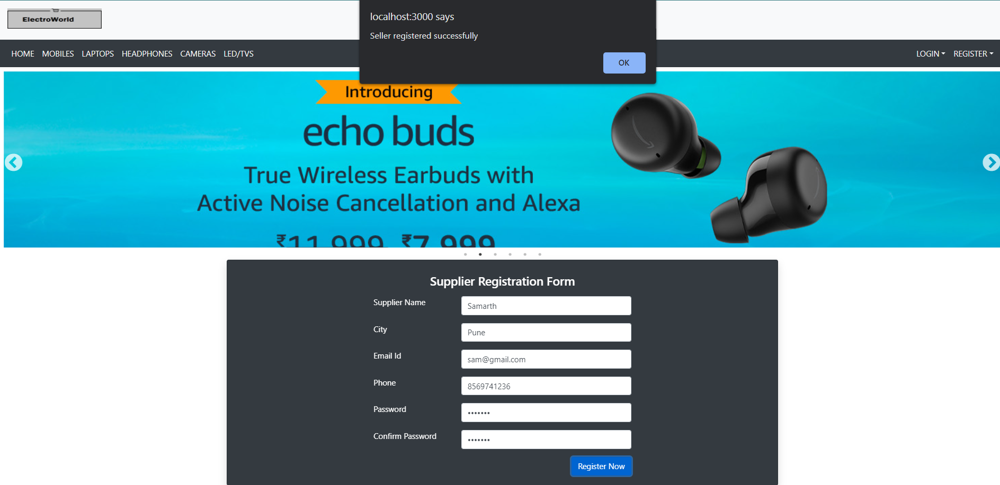 ElectroWorld
localhost:3000 says
Seller registered successfully
OK
HOME MOBILES LAPTOPS HEADPHONES CAMERAS LED/TVS LOGIN REGISTER
Introducing
echo buds
True Wireless Earbuds with
Active Noise Cancellation and Alexa
₹11,999 ₹7,999
Supplier Registration Form
Supplier Name Samarth
City Pune
Email Id sam@gmail.com
Phone 8569741236
Password •••••••
Confirm Password •••••••
Register Now